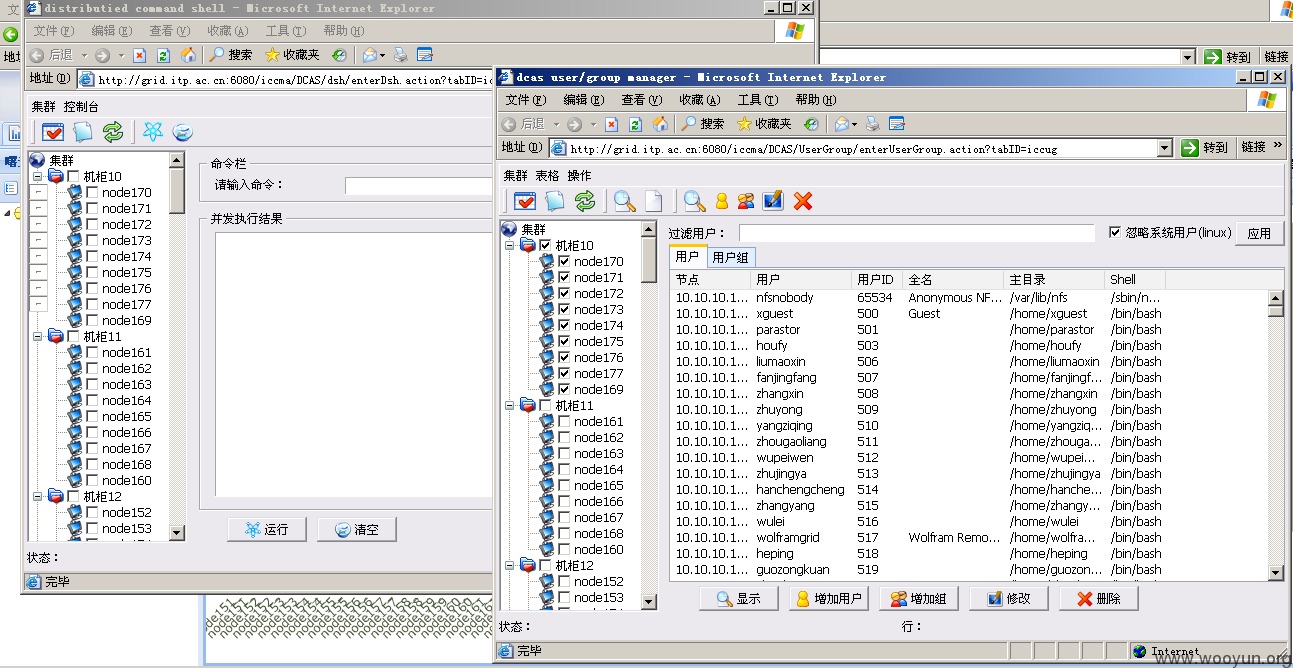 distributied command shell - Microsoft Internet Explorer
文件(F) 编辑(E) 查看(V) 收藏(A) 工具(T) 帮助(H)
后退 搜索 收藏夹
地址(D) http://grid.itp.ac.cn:6080/iccma/DCAS/dsh/enterDsh.action?tabID=ic
集群 控制台
集群
机柜10
node170
node171
node172
node173
node174
node175
node176
node177
node169
机柜11
node161
node162
node163
node164
node165
node166
node167
node168
node160
机柜12
node152
node153
命令栏
请输入命令：
并发执行结果
运行 清空
状态：
完毕
转到 链接
dcas user/group manager - Microsoft Internet Explorer
文件(F) 编辑(E) 查看(V) 收藏(A) 工具(T) 帮助(H)
后退 搜索 收藏夹
地址(D) http://grid.itp.ac.cn:6080/iccma/DCAS/UserGroup/enterUserGroup.action?tabID=iccug 转到 链接 »
集群 表格 操作
集群
机柜10
node170
node171
node172
node173
node174
node175
node176
node177
node169
机柜11
node161
node162
node163
node164
node165
node166
node167
node168
node160
机柜12
node152
node153
过滤用户： 忽略系统用户(linux) 应用
用户 用户组
节点 用户 用户ID 全名 主目录 Shell
10.10.10.1... nfsnobody 65534 Anonymous NF... /var/lib/nfs /sbin/n...
10.10.10.1... xguest 500 Guest /home/xguest /bin/bash
10.10.10.1... parastor 501 /home/parastor /bin/bash
10.10.10.1... houfy 503 /home/houfy /bin/bash
10.10.10.1... liumaoxin 506 /home/liumaoxin /bin/bash
10.10.10.1... fanjingfang 507 /home/fanjingf... /bin/bash
10.10.10.1... zhangxin 508 /home/zhangxin /bin/bash
10.10.10.1... zhuyong 509 /home/zhuyong /bin/bash
10.10.10.1... yangziqing 510 /home/yangziq... /bin/bash
10.10.10.1... zhougaoliang 511 /home/zhouga... /bin/bash
10.10.10.1... wupeiwen 512 /home/wupei... /bin/bash
10.10.10.1... zhujingya 513 /home/zhujingya /bin/bash
10.10.10.1... hanchengcheng 514 /home/hanche... /bin/bash
10.10.10.1... zhangyang 515 /home/zhangy... /bin/bash
10.10.10.1... wulei 516 /home/wulei /bin/bash
10.10.10.1... wolframgrid 517 Wolfram Remo... /home/wolfra... /bin/bash
10.10.10.1... heping 518 /home/heping /bin/bash
10.10.10.1... guozongkuan 519 /home/guozon... /bin/bash
显示 增加用户 增加组 修改 删除
状态： 行：
完毕 Internet
www.wooyun.org